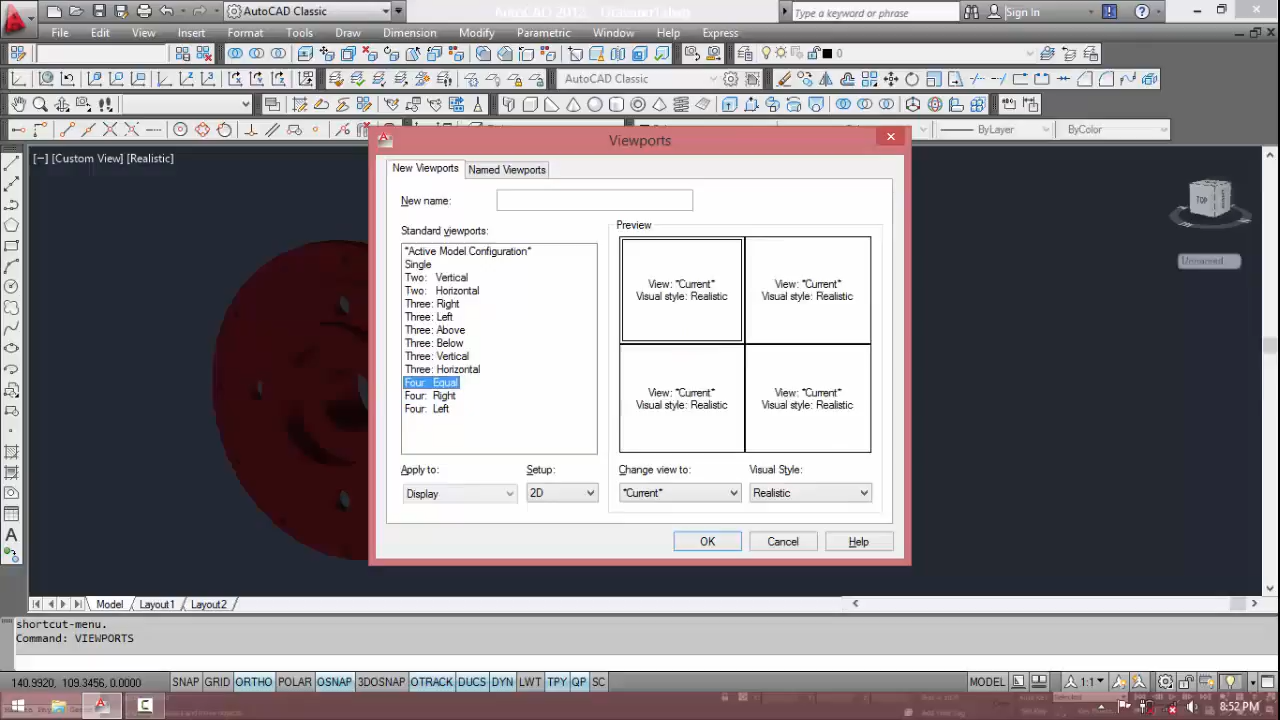 AutoCAD Classic
AutoCAD 2012 Drawing1.dwg
Type a keyword or phrase
Sign In
File Edit View Insert Format Tools Draw Dimension Modify Parametric Window Help Express
0
AutoCAD Classic
ByLayer
ByColor
[−] [Custom View] [Realistic]
TOP
Unnamed
Viewports
New Viewports
Named Viewports
New name:
Standard viewports:
*Active Model Configuration*
Single
Two: Vertical
Two: Horizontal
Three: Right
Three: Left
Three: Above
Three: Below
Three: Vertical
Three: Horizontal
Four: Equal
Four: Right
Four: Left
Preview
View: *Current*
Visual style: Realistic
View: *Current*
Visual style: Realistic
View: *Current*
Visual style: Realistic
View: *Current*
Visual style: Realistic
Apply to:
Display
Setup:
2D
Change view to:
*Current*
Visual Style:
Realistic
OK
Cancel
Help
Model
Layout1
Layout2
shortcut-menu.
Command: VIEWPORTS
140.9920, 109.3456, 0.0000
SNAP GRID ORTHO POLAR OSNAP 3DOSNAP OTRACK DUCS DYN LWT TPY QP SC
MODEL
1:1
8:52 PM